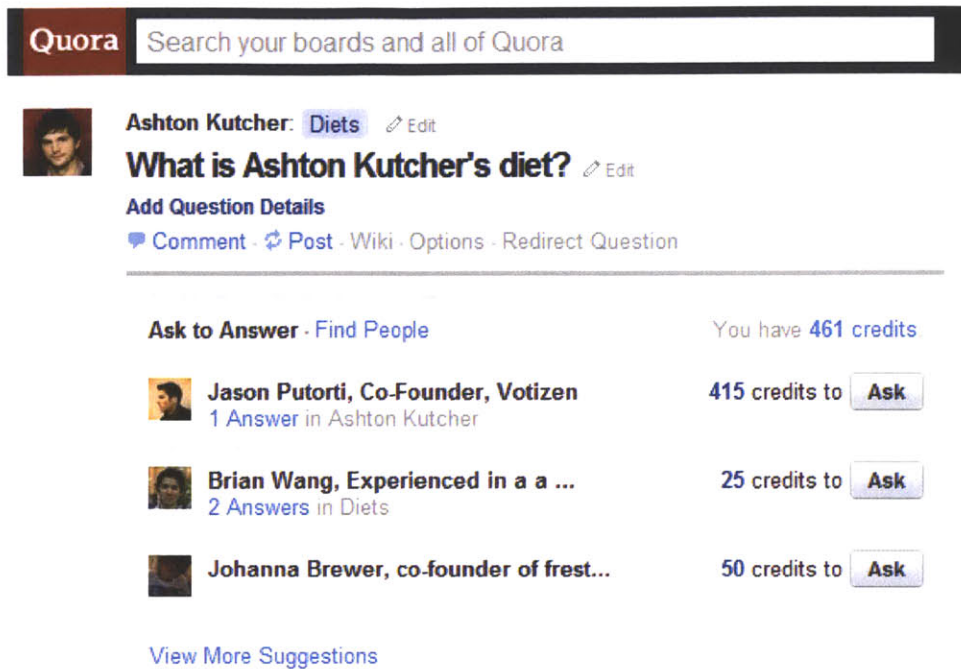 Quora Search your boards and all of Quora
Ashton Kutcher: Diets Edit
What is Ashton Kutcher's diet? Edit
Add Question Details
Comment · Post · Wiki · Options · Redirect Question
Ask to Answer · Find People You have 461 credits.
Jason Putorti, Co-Founder, Votizen 415 credits to Ask
1 Answer in Ashton Kutcher
Brian Wang, Experienced in a a ... 25 credits to Ask
2 Answers in Diets
Johanna Brewer, co-founder of frest... 50 credits to Ask
View More Suggestions